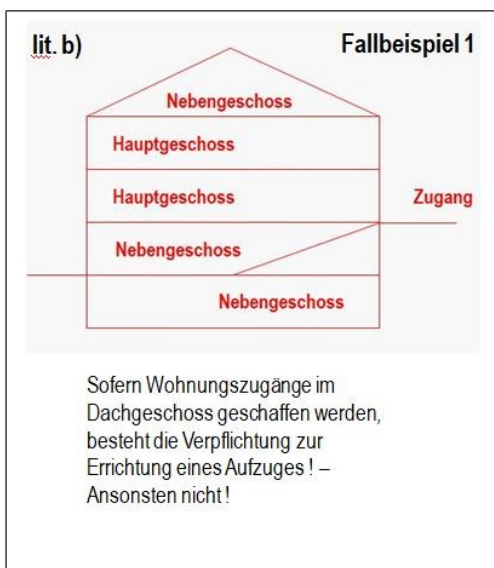 lit. b) Fallbeispiel 1
Nebengeschoss
Hauptgeschoss
Hauptgeschoss
Zugang
Nebengeschoss
Nebengeschoss
Sofern Wohnungszugänge im
Dachgeschoss geschaffen werden,
besteht die Verpflichtung zur
Errichtung eines Aufzuges ! –
Ansonsten nicht !